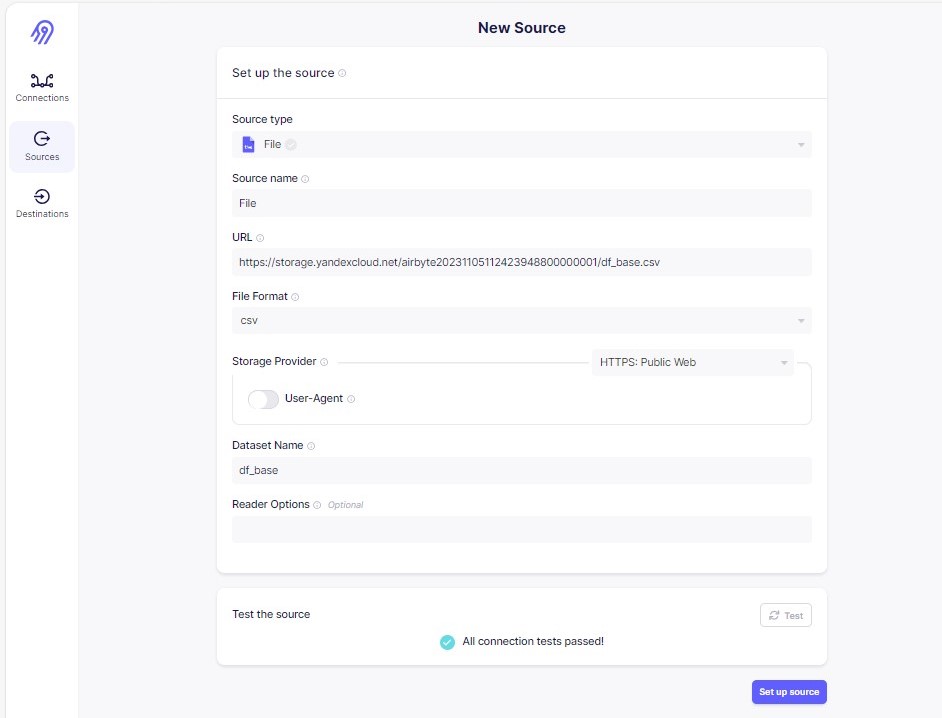 New Source
Connections
Sources
Destinations
Set up the source
Source type
File
Source name
File
URL
https://storage.yandexcloud.net/airbyte20231105112423948800000001/df_base.csv
File Format
csv
Storage Provider HTTPS: Public Web
User-Agent
Dataset Name
df_base
Reader Options Optional
Test the source Test
All connection tests passed!
Set up source